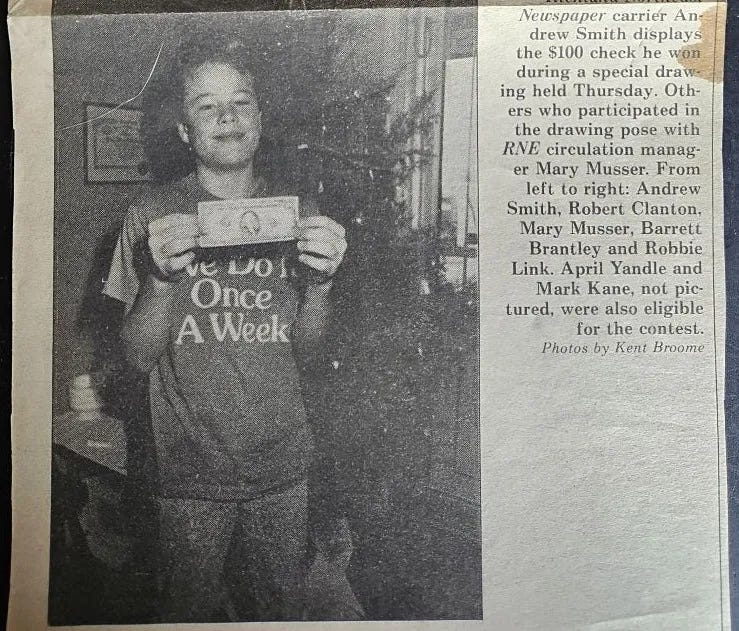 Newspaper carrier An-
drew Smith displays
the $100 check he won
during a special draw-
ing held Thursday. Oth-
ers who participated in
the drawing pose with
RNE circulation manag-
er Mary Musser. From
left to right: Andrew
Smith, Robert Clanton,
Mary Musser, Barrett
Brantley and Robbie
Link. April Yandle and
Mark Kane, not pic-
tured, were also eligible
for the contest.
Photos by Kent Broome
Once
A Week